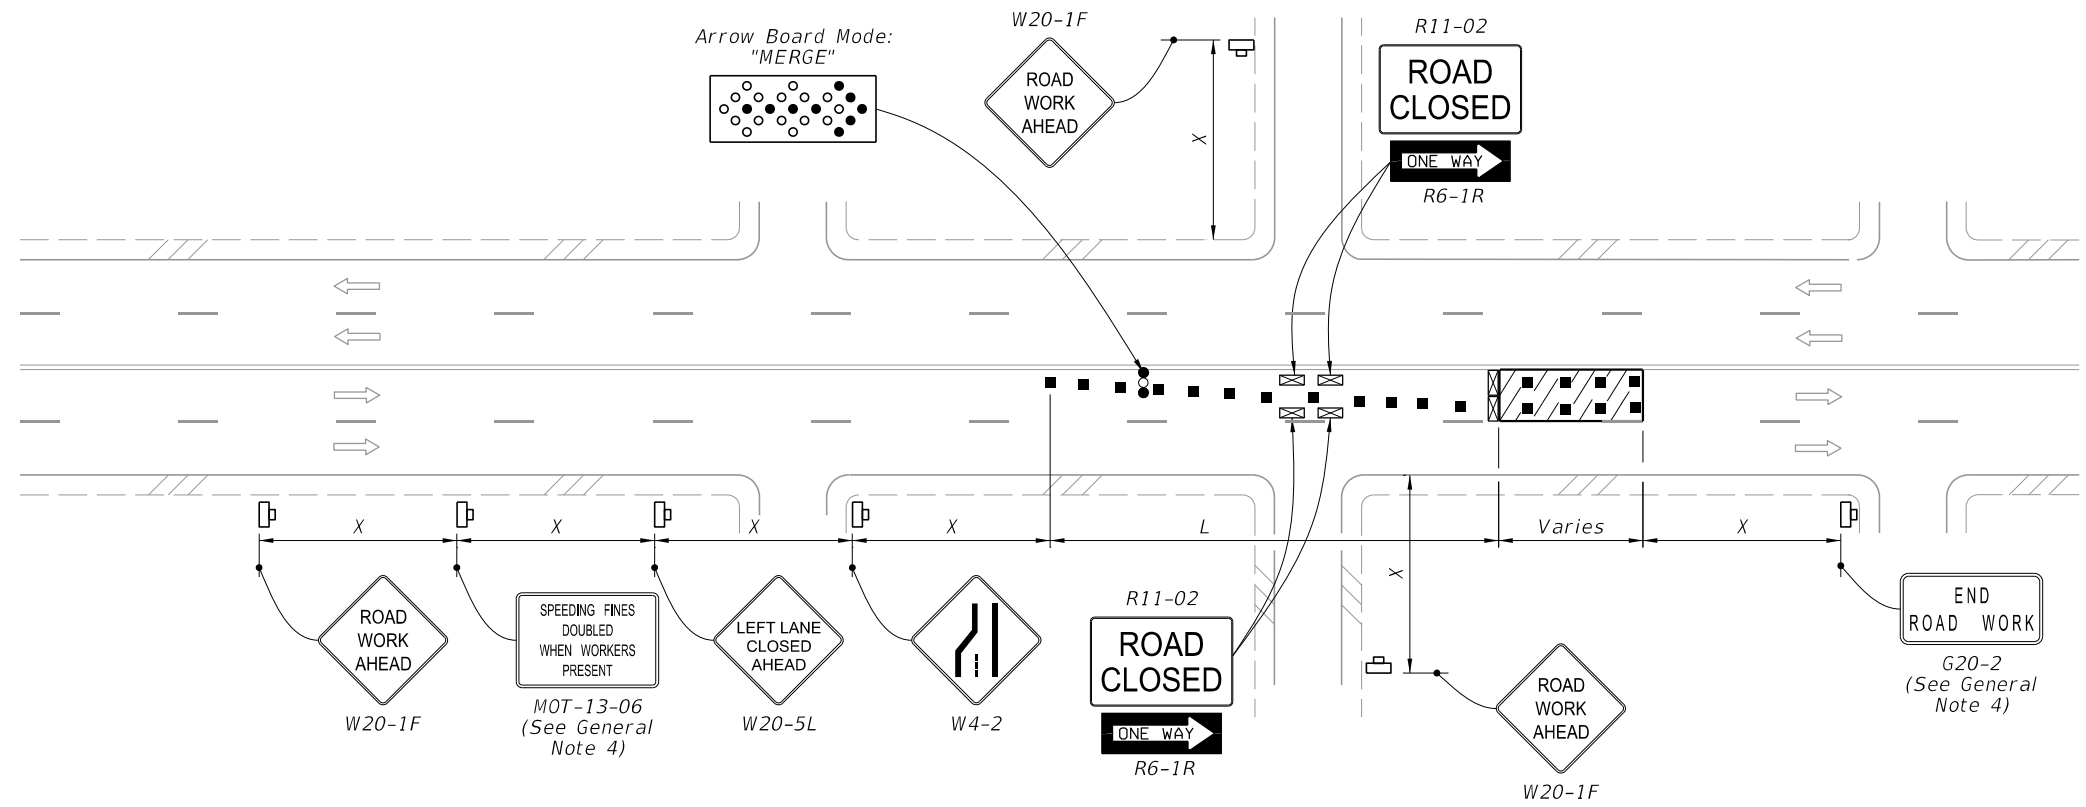 Arrow Board Mode:
"MERGE"
W20-1F
ROAD
WORK
AHEAD
X
R11-02
ROAD
CLOSED
ONE WAY
R6-1R
X
X
X
X
L
Varies
X
X
ROAD
WORK
AHEAD
W20-1F
SPEEDING FINES
DOUBLED
WHEN WORKERS
PRESENT
MOT-13-06
(See General
Note 4)
LEFT LANE
CLOSED
AHEAD
W20-5L
W4-2
R11-02
ROAD
CLOSED
ONE WAY
R6-1R
ROAD
WORK
AHEAD
W20-1F
END
ROAD WORK
G20-2
(See General
Note 4)